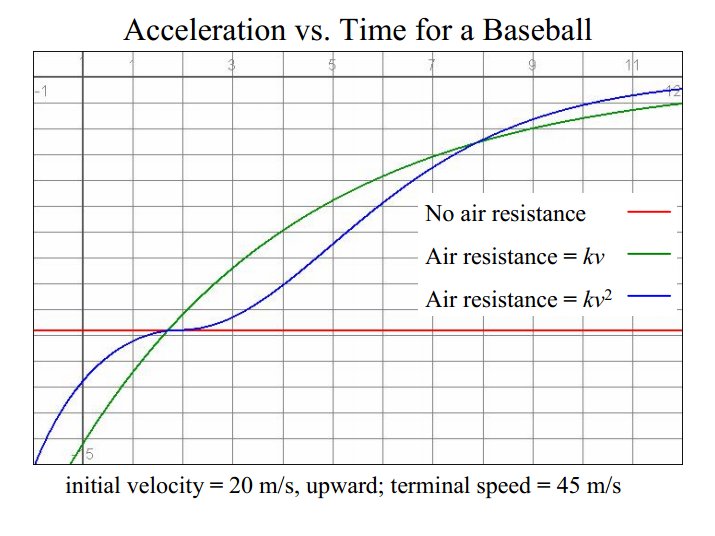 Acceleration vs. Time for a Baseball
1 3 5 7 9 11
-1 12
No air resistance
Air resistance = kv
Air resistance = kv²
5
initial velocity = 20 m/s, upward; terminal speed = 45 m/s